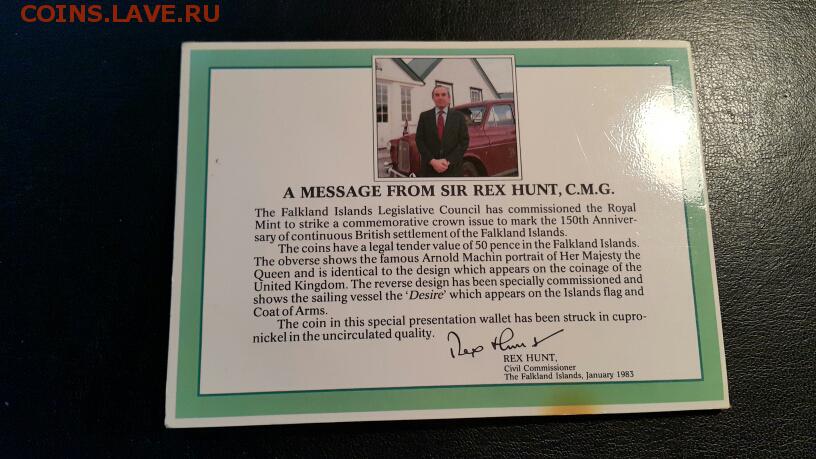 COINS.LAVE.RU
A MESSAGE FROM SIR REX HUNT, C.M.G.
The Falkland Islands Legislative Council has commissioned the Royal
Mint to strike a commemorative crown issue to mark the 150th Anniver-
sary of continuous British settlement of the Falkland Islands.
The coins have a legal tender value of 50 pence in the Falkland Islands.
The obverse shows the famous Arnold Machin portrait of Her Majesty the
Queen and is identical to the design which appears on the coinage of the
United Kingdom. The reverse design has been specially commissioned and
shows the sailing vessel the 'Desire' which appears on the Islands flag and
Coat of Arms.
The coin in this special presentation wallet has been struck in cupro-
nickel in the uncirculated quality.
Rex Hunt
REX HUNT,
Civil Commissioner
The Falkland Islands, January 1983